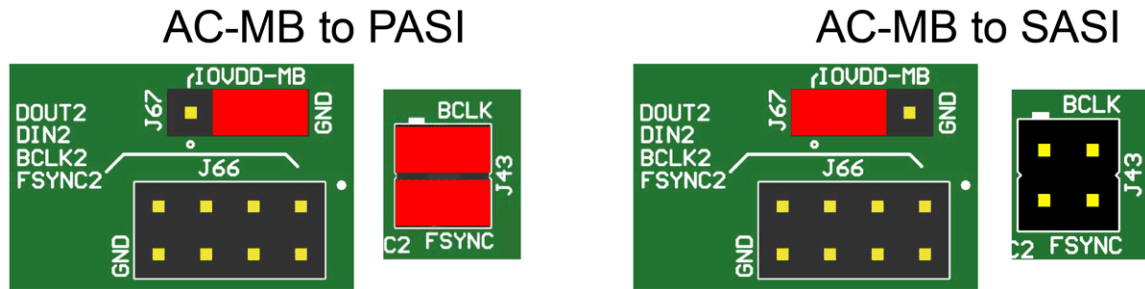 AC-MB to PASI
IOVDD-MB
J67
GND
DOUT2
DIN2
BCLK2
FSYNC2
J66
GND
BCLK
J43
C2 FSYNC
AC-MB to SASI
IOVDD-MB
J67
GND
DOUT2
DIN2
BCLK2
FSYNC2
J66
GND
BCLK
J43
C2 FSYNC